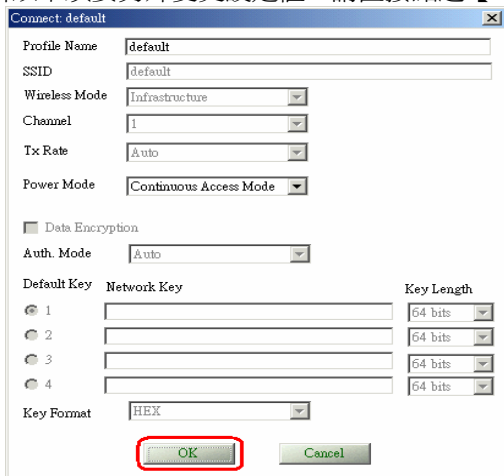 Connect: default
Profile Name default
SSID default
Wireless Mode Infrastructure
Channel 1
Tx Rate Auto
Power Mode Continuous Access Mode
Data Encryption
Auth. Mode Auto
Default Key Network Key Key Length
1 64 bits
2 64 bits
3 64 bits
4 64 bits
Key Format HEX
OK Cancel